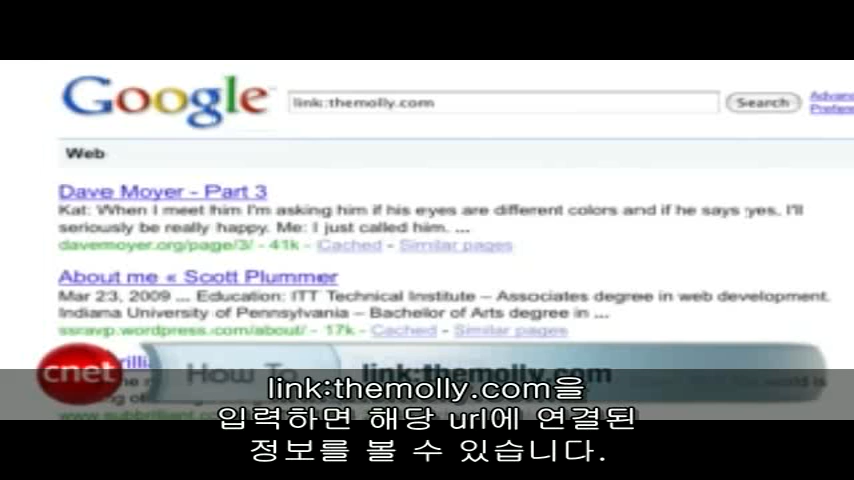 Google
link:themolly.com
Search
Web
Dave Moyer - Part 3
Kat: When I meet him I'm asking him if his eyes are different colors and if he says yes, I'll
seriously be really happy. Me: I just called him. ...
davemoyer.org/page/3/ - 41k - Cached - Similar pages
About me « Scott Plummer
Mar 23, 2009 ... Education: ITT Technical Institute – Associates degree in web development.
Indiana University of Pennsylvania – Bachelor of Arts degree in ...
ssravp.wordpress.com/about/ - 17k - Cached - Similar pages
cnet How To link:themolly.com
link:themolly.com을
입력하면 해당 url에 연결된
정보를 볼 수 있습니다.